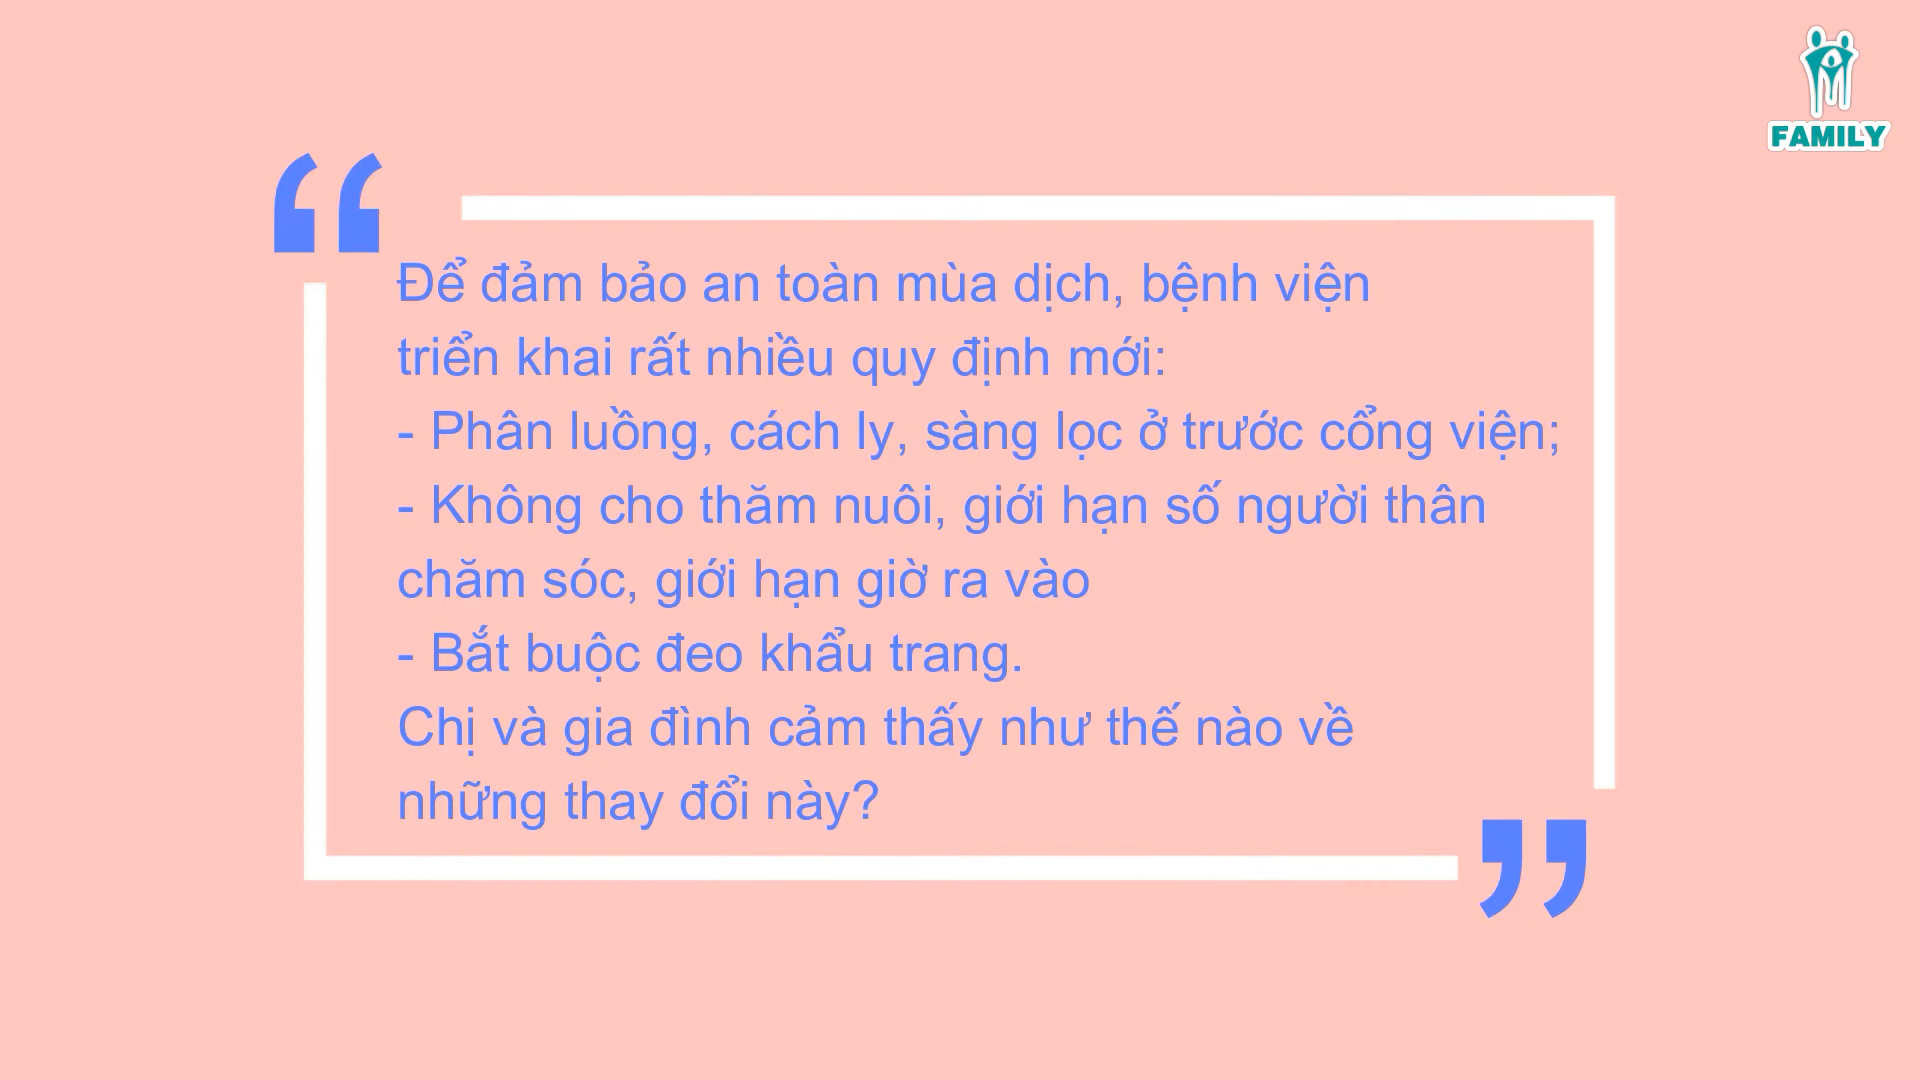 FAMILY
Để đảm bảo an toàn mùa dịch, bệnh viện
triển khai rất nhiều quy định mới:
- Phân luồng, cách ly, sàng lọc ở trước cổng viện;
- Không cho thăm nuôi, giới hạn số người thân
chăm sóc, giới hạn giờ ra vào
- Bắt buộc đeo khẩu trang.
Chị và gia đình cảm thấy như thế nào về
những thay đổi này?